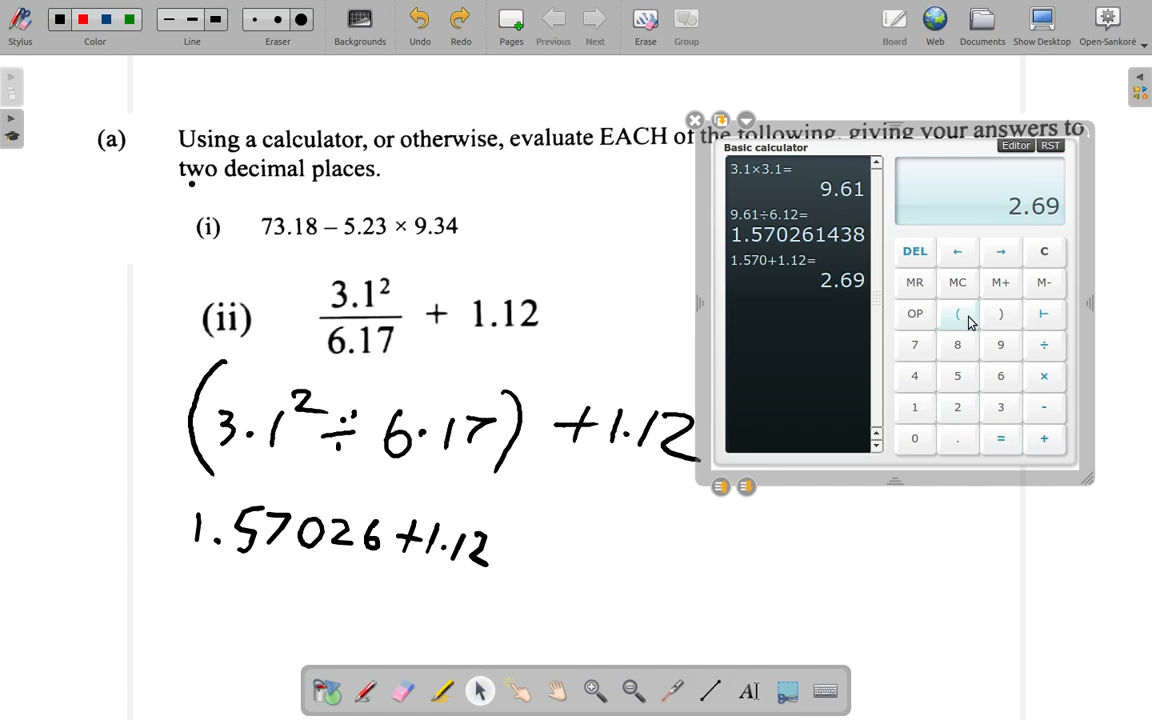 Stylus Color Line Eraser Backgrounds Undo Redo Pages Previous Next Erase Group Board Web Documents Show Desktop Open-Sankoré
(a) Using a calculator, or otherwise, evaluate EACH of the following, giving your answers to
two decimal places.
(i) 73.18 – 5.23 × 9.34
(ii) 3.1² / 6.17 + 1.12
(3.1² ÷ 6.17) + 1.12
1.57026 + 1.12
Basic calculator
Editor RST
3.1×3.1=
9.61
9.61÷6.12=
1.570261438
1.570+1.12=
2.69
2.69
DEL ← → C
MR MC M+ M-
OP ( ) ⊢
7 8 9 ÷
4 5 6 ×
1 2 3 -
0 . = +
AI